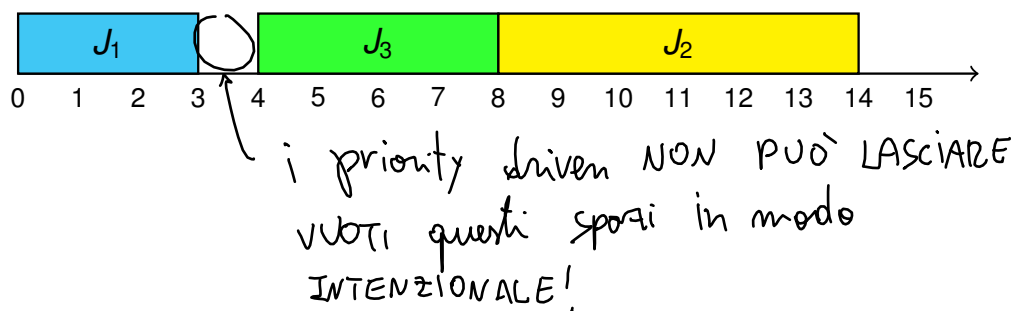 J1 J3 J2
0 1 2 3 4 5 6 7 8 9 10 11 12 13 14 15
i priority driven NON PUÒ LASCIARE
VUOTI questi spazi in modo
INTENZIONALE!